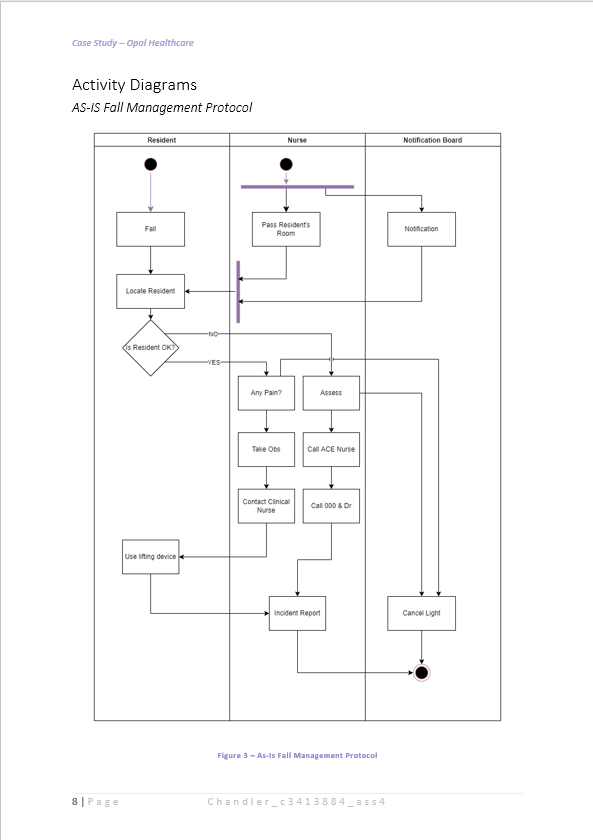 Case Study – Opal Healthcare
Activity Diagrams
AS-IS Fall Management Protocol
Resident
Nurse
Notification Board
Fall
Pass Resident's
Room
Notification
Locate Resident
Is Resident OK?
NO
YES
Any Pain?
Assess
Take Obs
Call ACE Nurse
Contact Clinical
Nurse
Call 000 & Dr
Use lifting device
Incident Report
Cancel Light
Figure 3 – As-Is Fall Management Protocol
8 | Page
Chandler_c3413884_ass4